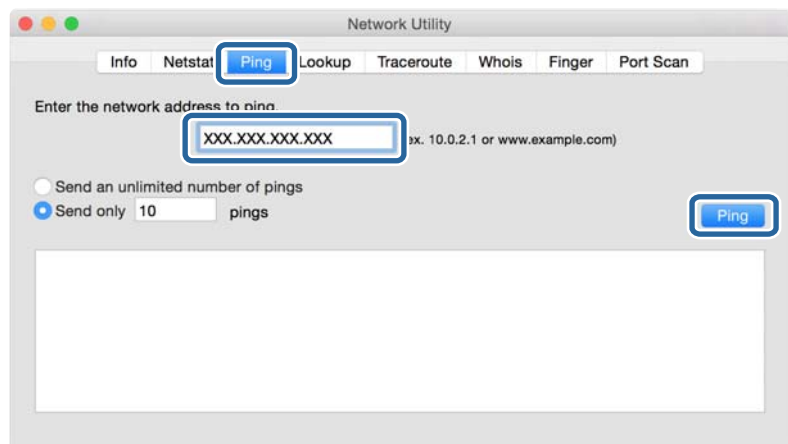 Network Utility
Info Netstat Ping Lookup Traceroute Whois Finger Port Scan
Enter the network address to ping.
XXX.XXX.XXX.XXX ex. 10.0.2.1 or www.example.com)
Send an unlimited number of pings
Send only 10 pings
Ping